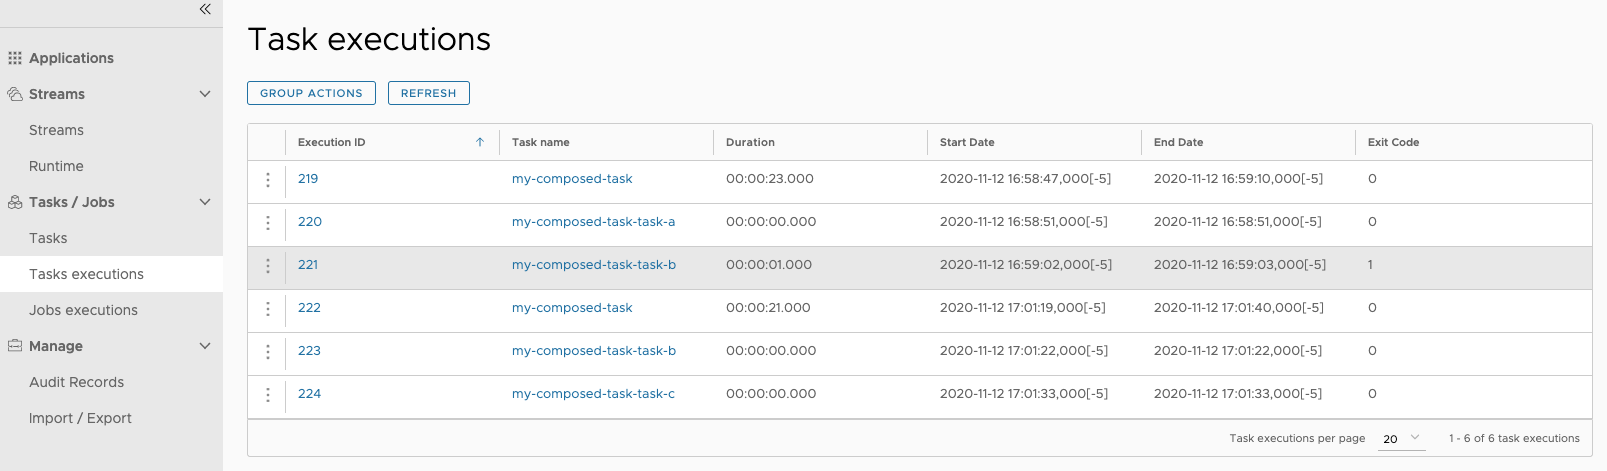 Applications
Streams
Streams
Runtime
Tasks / Jobs
Tasks
Tasks executions
Jobs executions
Manage
Audit Records
Import / Export
Task executions
GROUP ACTIONS REFRESH
Execution ID Task name Duration Start Date End Date Exit Code
219 my-composed-task 00:00:23.000 2020-11-12 16:58:47,000[-5] 2020-11-12 16:59:10,000[-5] 0
220 my-composed-task-task-a 00:00:00.000 2020-11-12 16:58:51,000[-5] 2020-11-12 16:58:51,000[-5] 0
221 my-composed-task-task-b 00:00:01.000 2020-11-12 16:59:02,000[-5] 2020-11-12 16:59:03,000[-5] 1
222 my-composed-task 00:00:21.000 2020-11-12 17:01:19,000[-5] 2020-11-12 17:01:40,000[-5] 0
223 my-composed-task-task-b 00:00:00.000 2020-11-12 17:01:22,000[-5] 2020-11-12 17:01:22,000[-5] 0
224 my-composed-task-task-c 00:00:00.000 2020-11-12 17:01:33,000[-5] 2020-11-12 17:01:33,000[-5] 0
Task executions per page 20 1 - 6 of 6 task executions